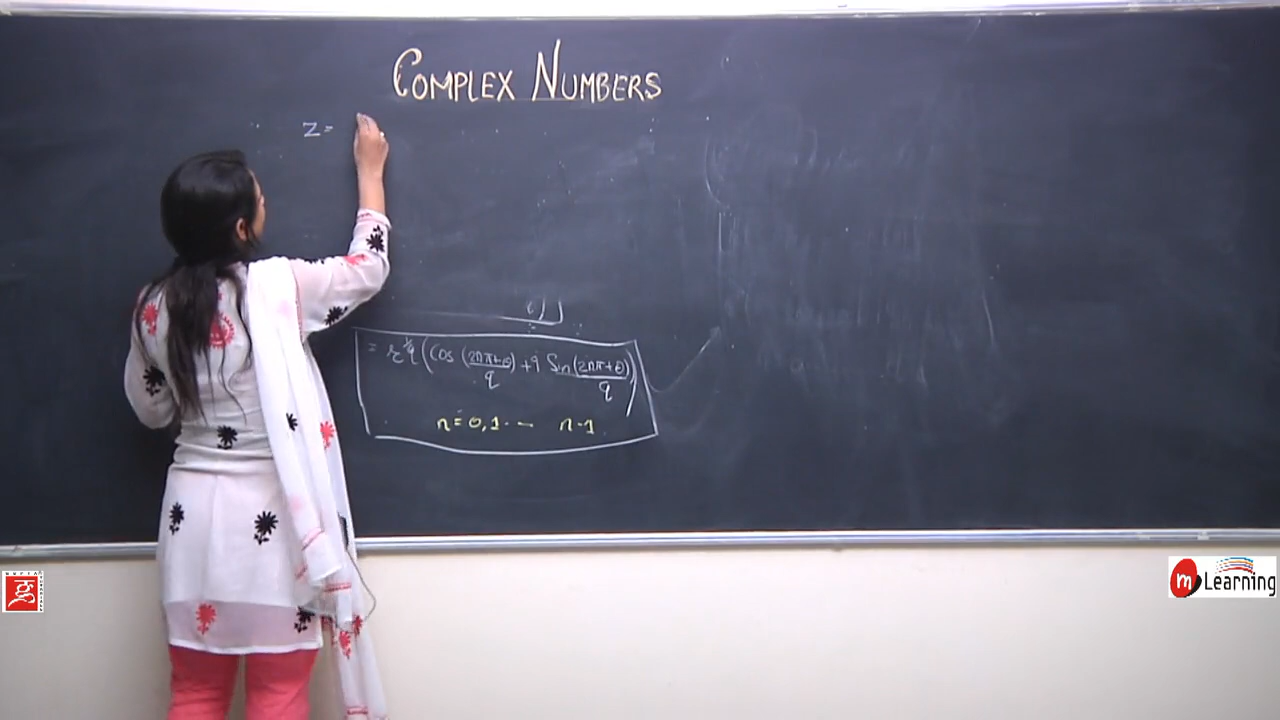 COMPLEX NUMBERS
Z=
= r^{1/q} (Cos (2nπ+θ)/q + i Sin (2nπ+θ)/q)
n=0,1 - - n-1
m Learning